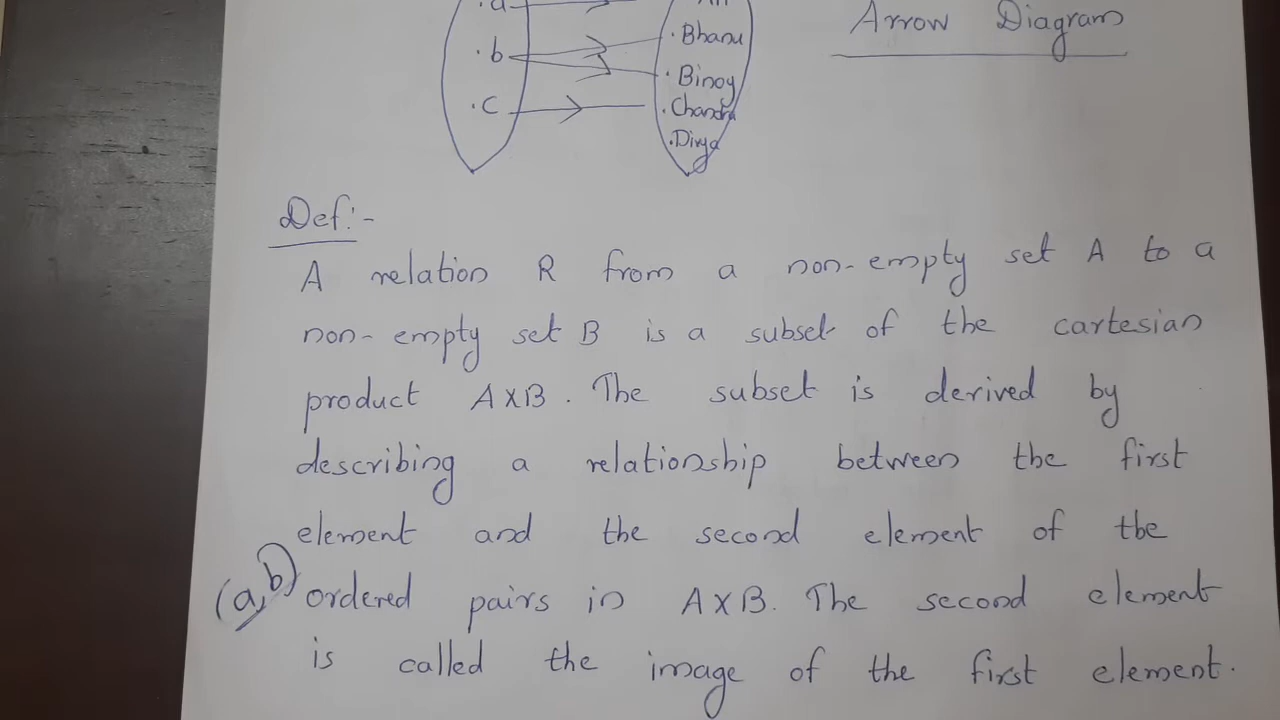 .a
Arrow Diagram
.b
.Bhanu
.Binoy
.c
.Chandra
.Divya
Def:-
A relation R from a non-empty set A to a
non-empty set B is a subset of the cartesian
product A×B. The subset is derived by
describing a relationship between the first
element and the second element of the
(a,b) ordered pairs in A×B. The second element
is called the image of the first element.